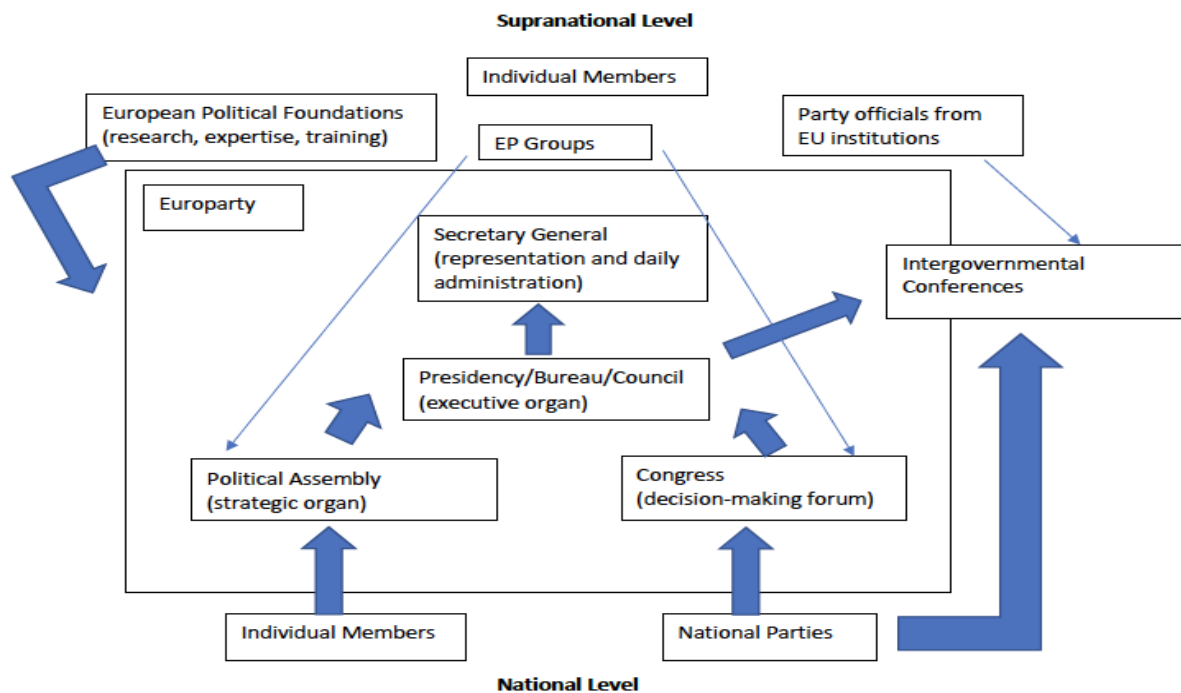 Supranational Level
Individual Members
European Political Foundations
(research, expertise, training)
Party officials from
EU institutions
EP Groups
Europarty
Secretary General
(representation and daily
administration)
Intergovernmental
Conferences
Presidency/Bureau/Council
(executive organ)
Political Assembly
(strategic organ)
Congress
(decision-making forum)
Individual Members
National Parties
National Level